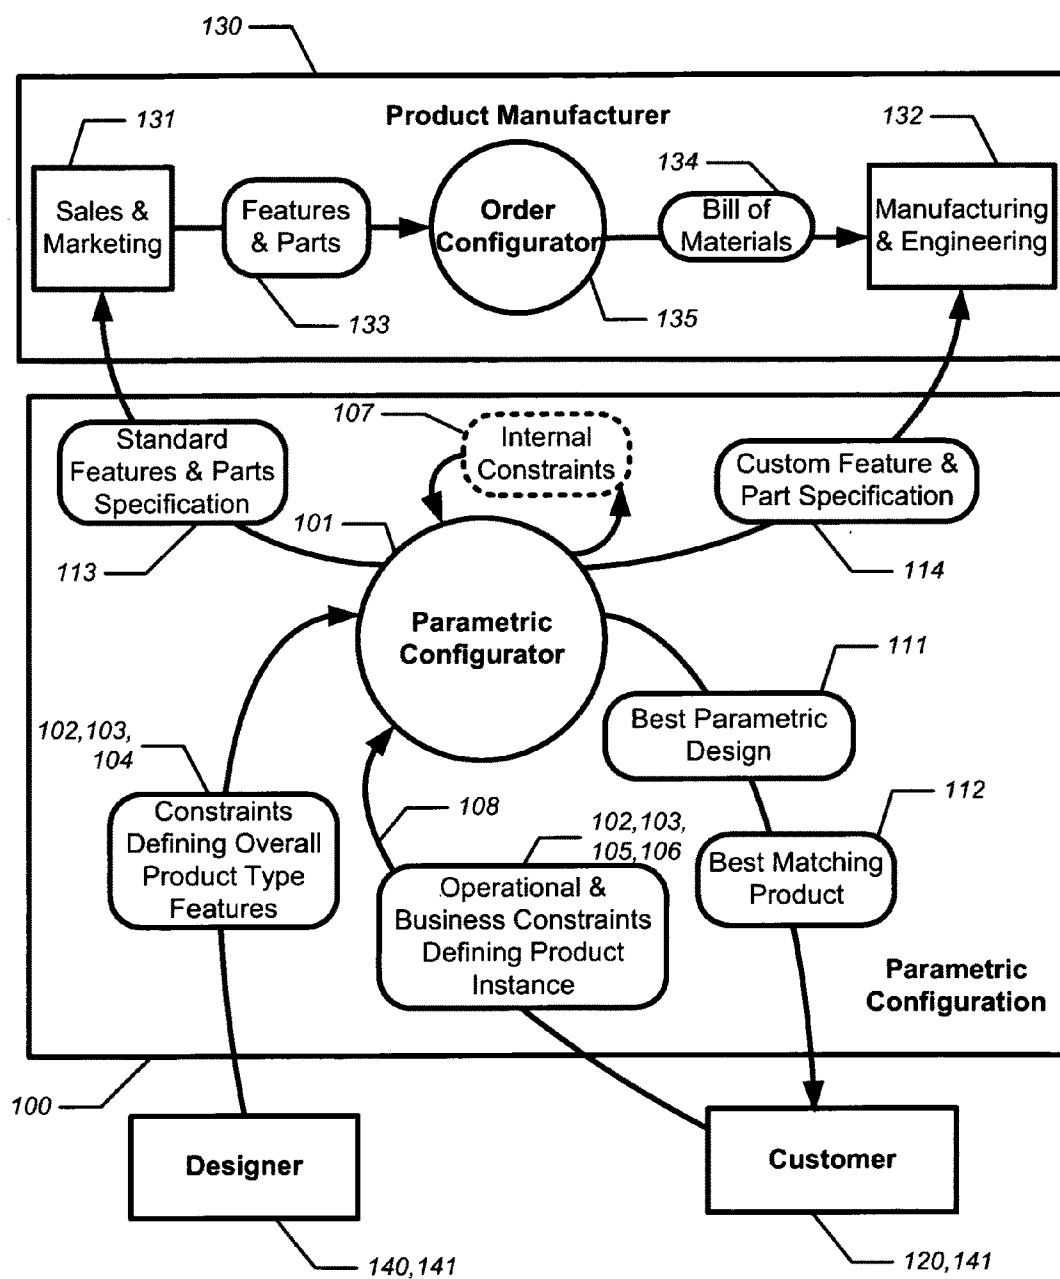 130
Product Manufacturer
131
132
134
Sales &
Marketing
Features
& Parts
Order
Configurator
Bill of
Materials
Manufacturing
& Engineering
133
135
107
Internal
Constraints
Standard
Features & Parts
Specification
Custom Feature &
Part Specification
101
113
114
Parametric
Configurator
111
Best Parametric
Design
102,103,
104
112
Constraints
Defining Overall
Product Type
Features
108
102,103,
105,106
Best Matching
Product
Operational &
Business Constraints
Defining Product
Instance
Parametric
Configuration
100
Designer
Customer
140,141
120,141